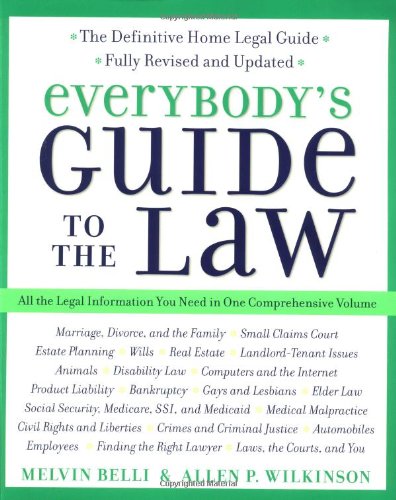 * The Definitive Home Legal Guide *
* Fully Revised and Updated *
everyBODY'S
GUIDE
TO THE LAW
All the Legal Information You Need in One Comprehensive Volume
Marriage, Divorce, and the Family * Small Claims Court
Estate Planning * Wills * Real Estate * Landlord-Tenant Issues
Animals * Disability Law * Computers and the Internet
Product Liability * Bankruptcy * Gays and Lesbians * Elder Law
Social Security, Medicare, SSI, and Medicaid * Medical Malpractice
Civil Rights and Liberties * Crimes and Criminal Justice * Automobiles
Employees * Finding the Right Lawyer * Laws, the Courts, and You
MELVIN BELLI & ALLEN P. WILKINSON